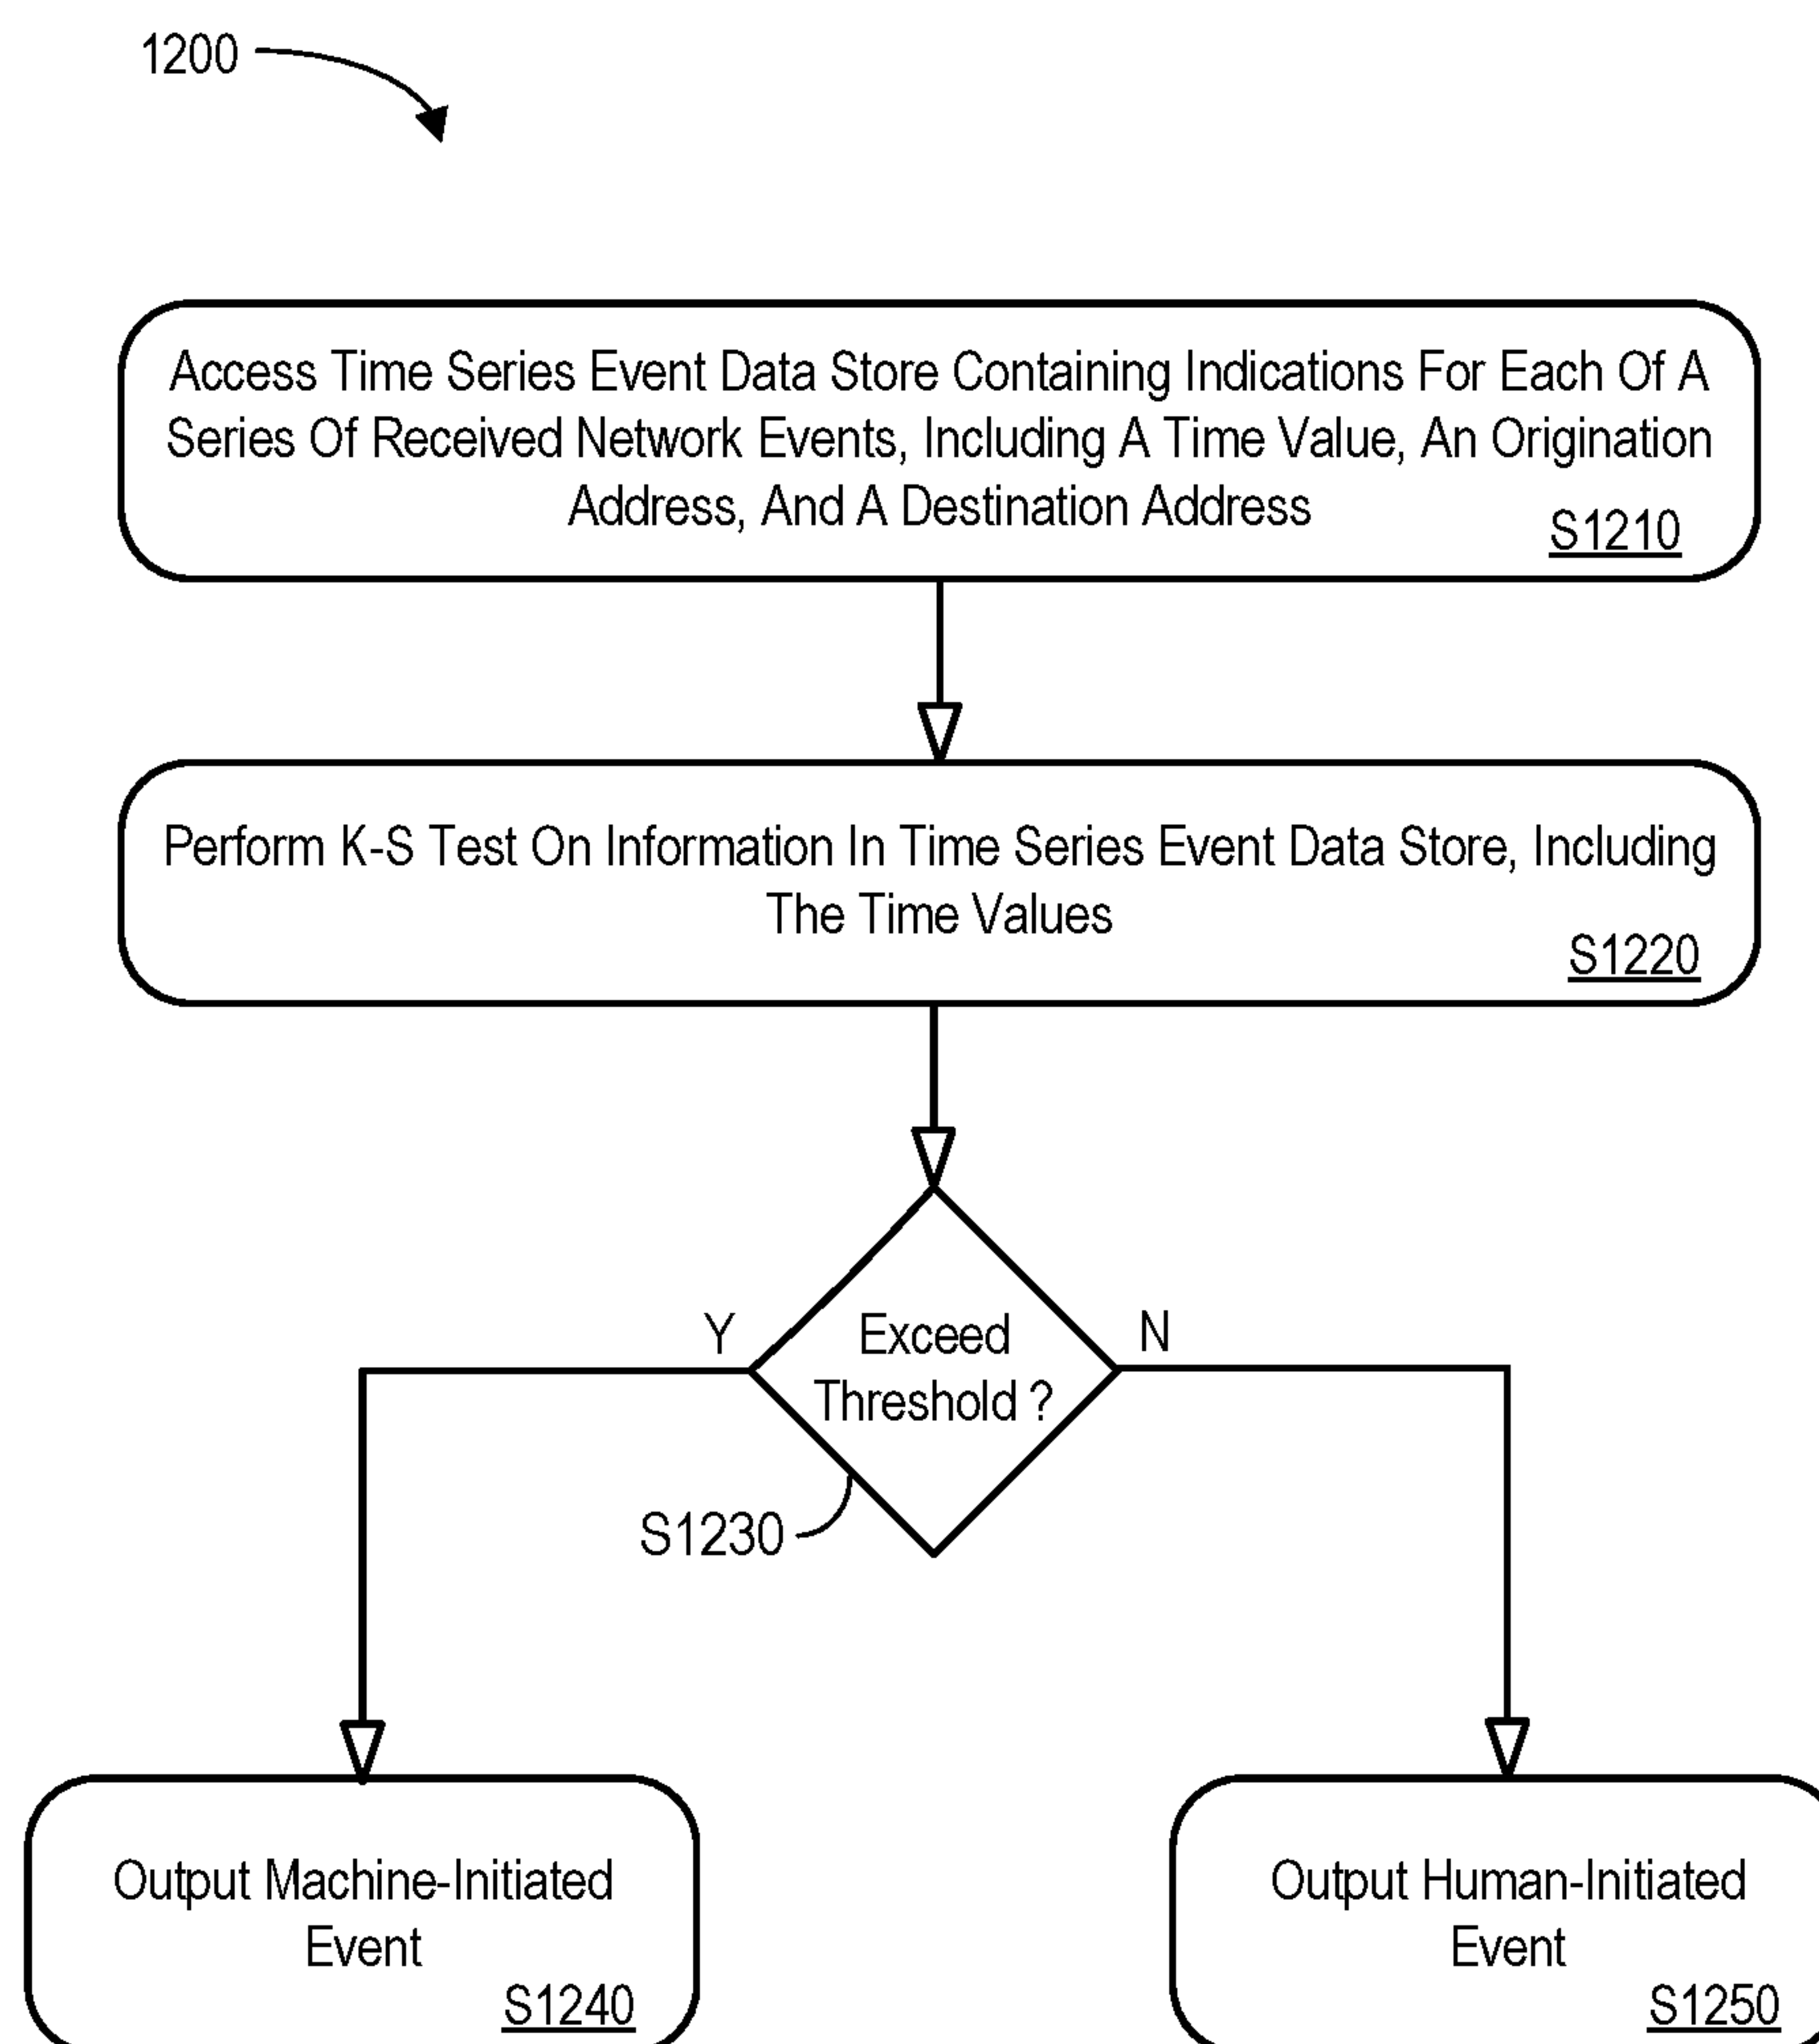 1200
Access Time Series Event Data Store Containing Indications For Each Of A
Series Of Received Network Events, Including A Time Value, An Origination
Address, And A Destination Address
S1210
Perform K-S Test On Information In Time Series Event Data Store, Including
The Time Values
S1220
Y
N
Exceed
Threshold ?
S1230
Output Machine-Initiated
Event
S1240
Output Human-Initiated
Event
S1250